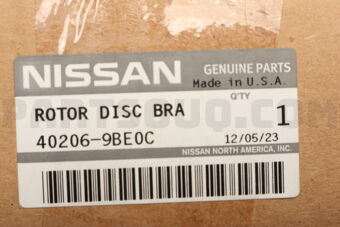 NISSAN
GENUINE PARTS
Made in U.S.A.
Q'TY
ROTOR DISC BRA
1
40206-9BE0C
12/05/23
NISSAN NORTH AMERICA, INC.